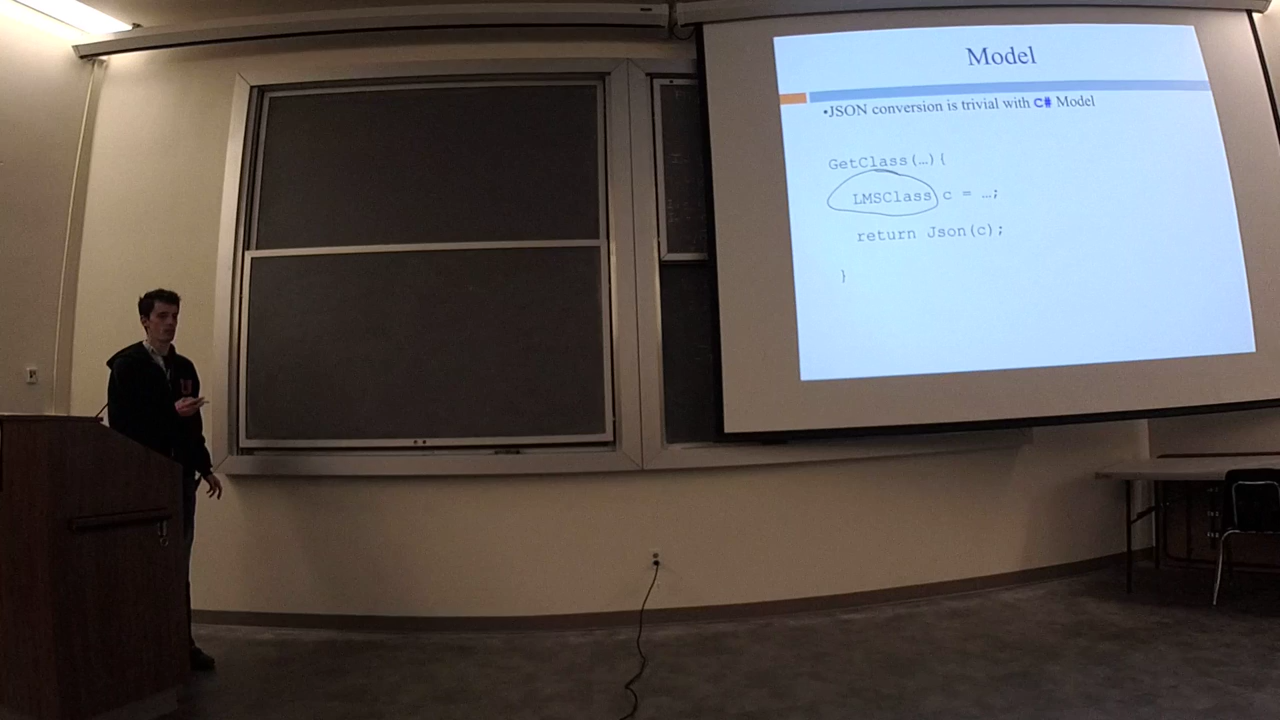 Model
•JSON conversion is trivial with C# Model
GetClass(…){
LMSClass c = …;
return Json(c);
}
U